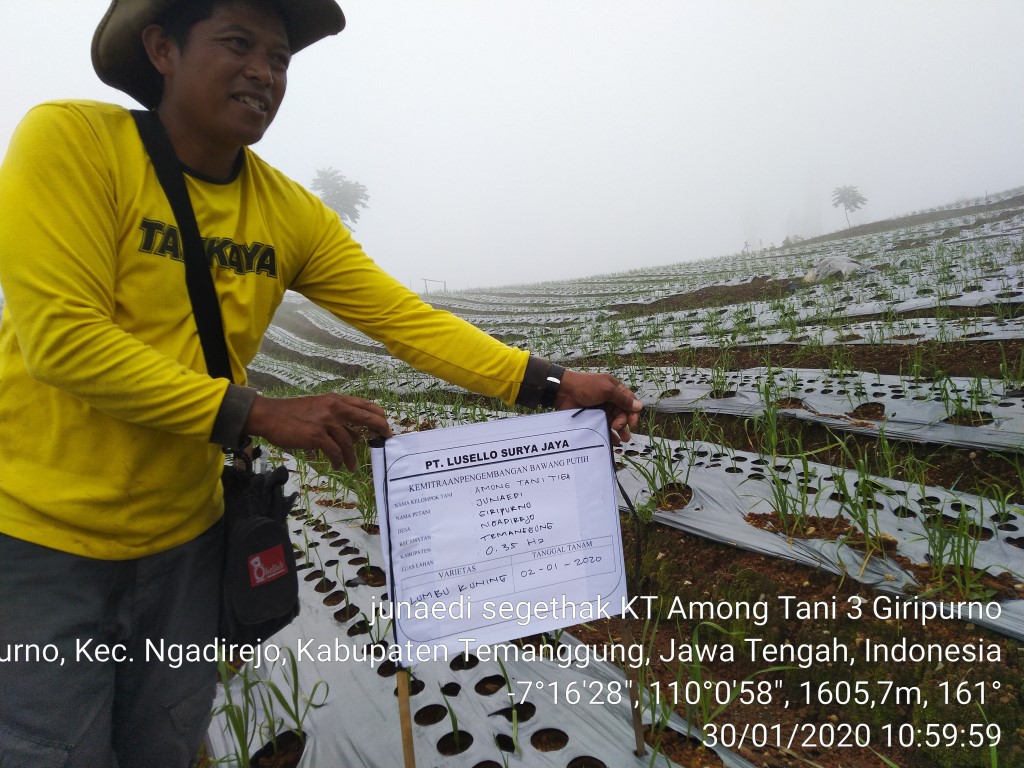 TANIKAYA
PT. LUSELLO SURYA JAYA
KEMITRAANPENGEMBANGAN BAWANG PUTIH
NAMA KELOMPOK TANI AMONG TANI TIGA
NAMA PETANI JUNAEDI
DESA GIRIPURNO
KECAMATAN NGADIREJO
KABUPATEN TEMANGGUNG
LUAS LAHAN 0.35 Ha
VARIETAS TANGGAL TANAM
LUMBU KUNING 02-01-2020
junaedi segethak KT Among Tani 3 Giripurno
urno, Kec. Ngadirejo, Kabupaten Temanggung, Jawa Tengah, Indonesia
-7°16'28", 110°0'58", 1605,7m, 161°
30/01/2020 10:59:59